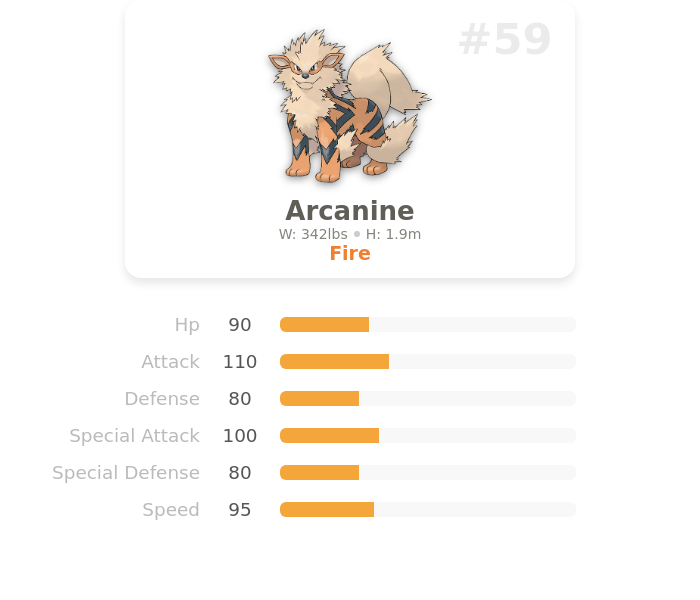 #59
Arcanine
W: 342lbs • H: 1.9m
Fire
Hp 90
Attack 110
Defense 80
Special Attack 100
Special Defense 80
Speed 95